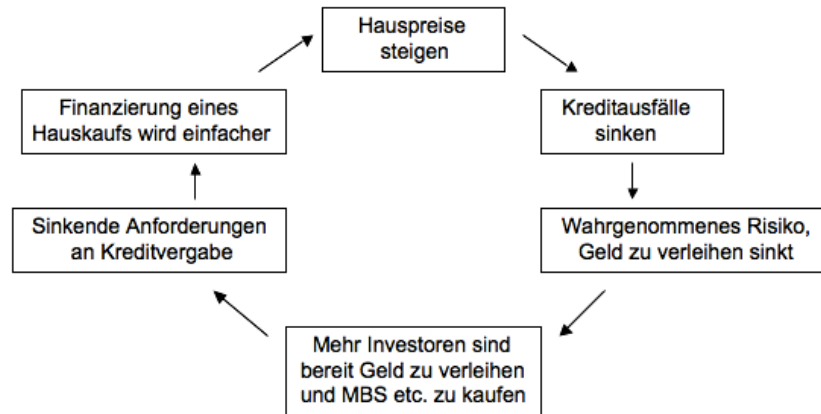 Hauspreise
steigen
Kreditausfälle
sinken
Wahrgenommenes Risiko,
Geld zu verleihen sinkt
Mehr Investoren sind
bereit Geld zu verleihen
und MBS etc. zu kaufen
Sinkende Anforderungen
an Kreditvergabe
Finanzierung eines
Hauskaufs wird einfacher